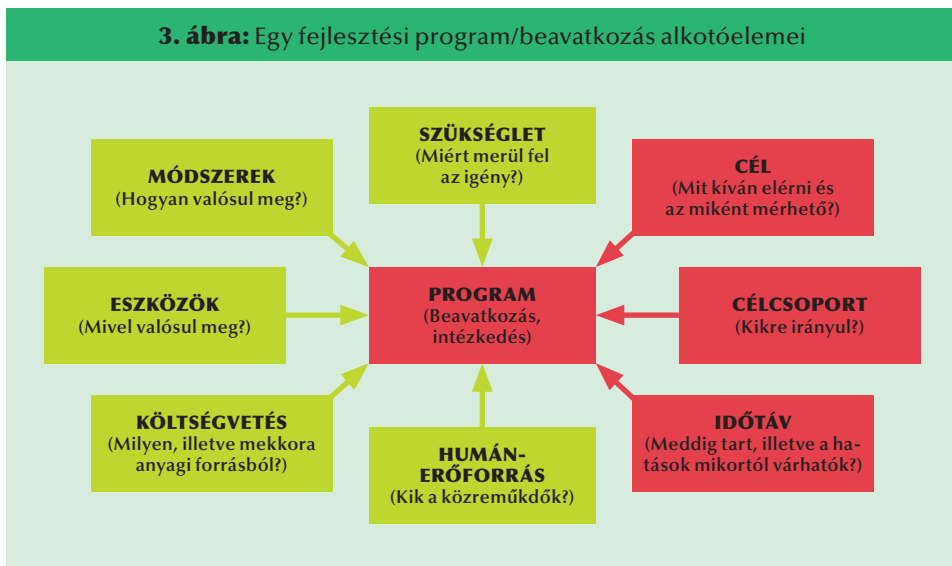 3. ábra: Egy fejlesztési program/beavatkozás alkotóelemei
SZÜKSÉGLET
(Miért merül fel
az igény?)
MÓDSZEREK
(Hogyan valósul meg?)
CÉL
(Mit kíván elérni és
az miként mérhető?)
ESZKÖZÖK
(Mivel valósul meg?)
PROGRAM
(Beavatkozás,
intézkedés)
CÉLCSOPORT
(Kikre irányul?)
KÖLTSÉGVETÉS
(Milyen, illetve mekkora
anyagi forrásból?)
HUMÁN-
ERŐFORRÁS
(Kik a közreműkdők?)
IDŐTÁV
(Meddig tart, illetve a ha-
tások mikortól várhatók?)